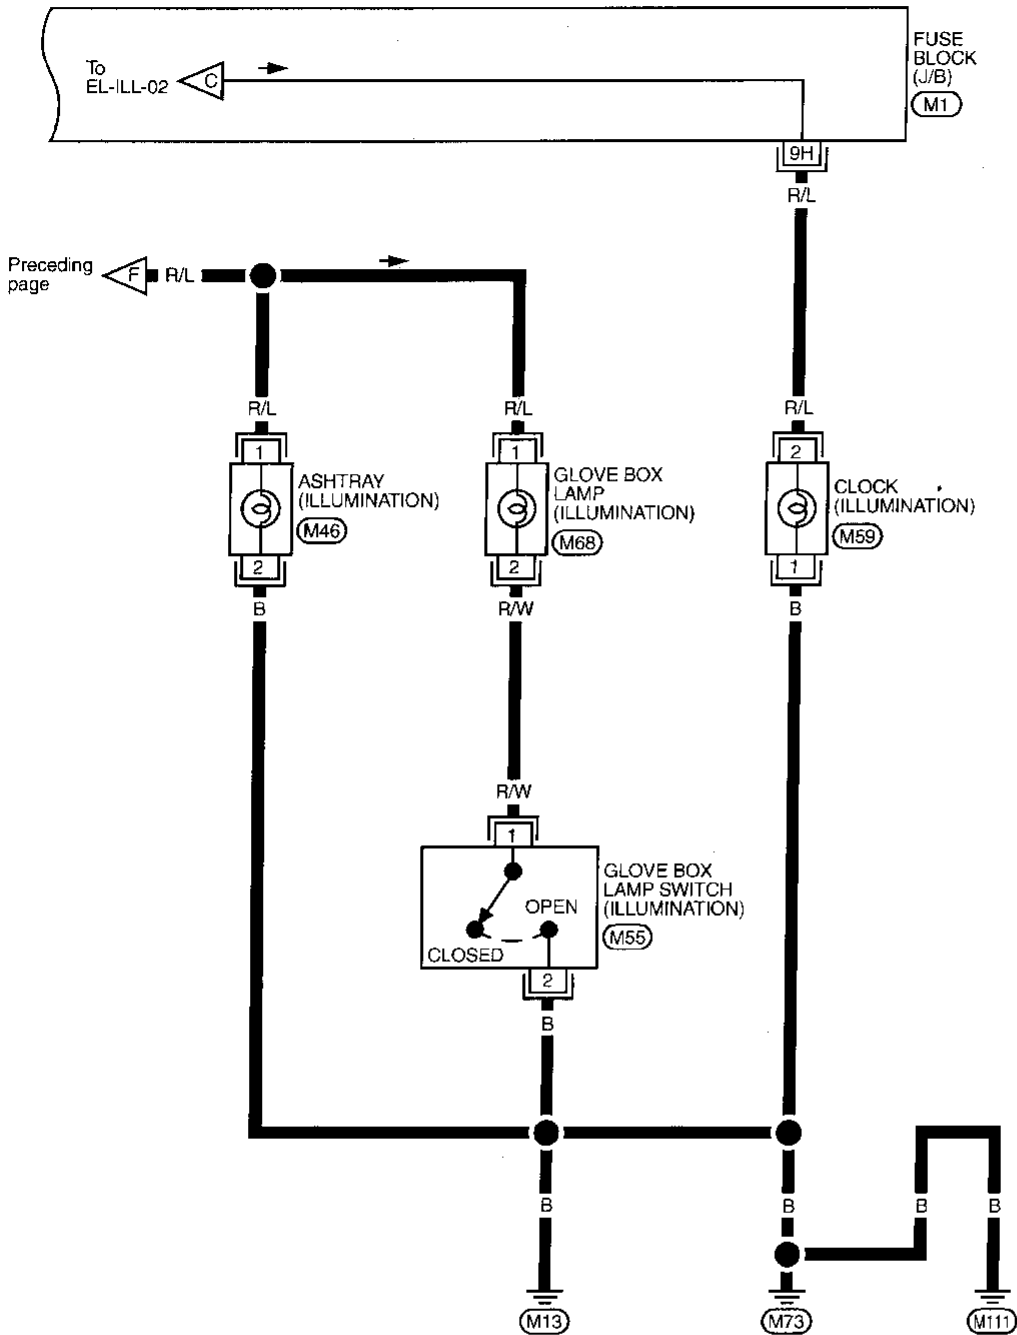 To
EL-ILL-02
C
FUSE
BLOCK
(J/B)
M1
9H
R/L
Preceding
page
F
R/L
R/L
R/L
R/L
1
1
2
ASHTRAY
(ILLUMINATION)
M46
GLOVE BOX
LAMP
(ILLUMINATION)
M68
CLOCK
(ILLUMINATION)
M59
2
2
1
B
R/W
B
R/W
1
GLOVE BOX
LAMP SWITCH
(ILLUMINATION)
M55
OPEN
CLOSED
2
B
B
B
B
B
M13
M73
M111